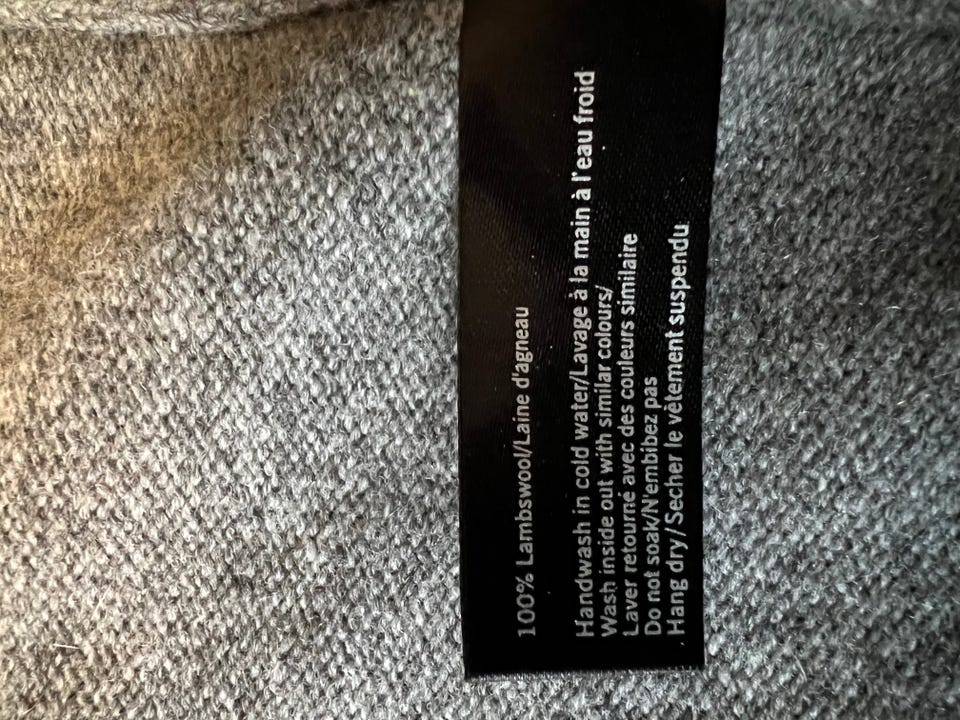 100% Lambswool/Laine d'agneau
Handwash in cold water/Lavage à la main à l'eau froid
Wash inside out with similar colours/
Laver retourné avec des couleurs similaire
Do not soak/N'embibez pas
Hang dry/Secher le vêtement suspendu